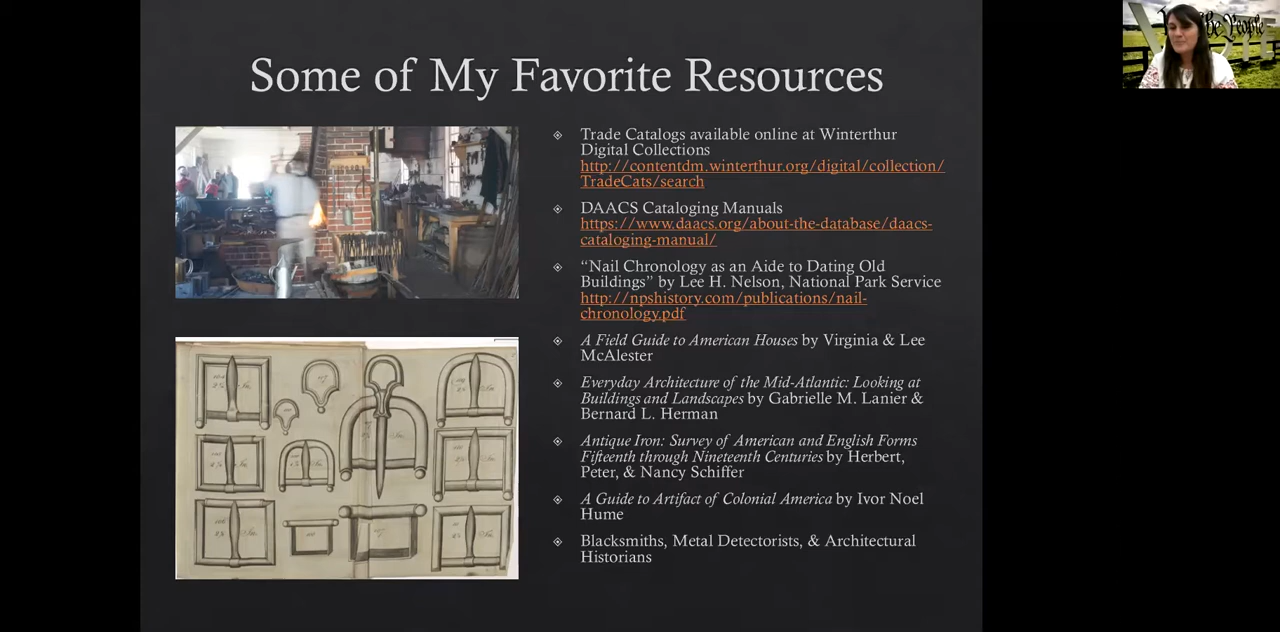 Some of My Favorite Resources
Trade Catalogs available online at Winterthur
Digital Collections
http://contentdm.winterthur.org/digital/collection/
TradeCats/search
DAACS Cataloging Manuals
https://www.daacs.org/about-the-database/daacs-
cataloging-manual/
“Nail Chronology as an Aide to Dating Old
Buildings” by Lee H. Nelson, National Park Service
http://npshistory.com/publications/nail-
chronology.pdf
A Field Guide to American Houses by Virginia & Lee
McAlester
Everyday Architecture of the Mid-Atlantic: Looking at
Buildings and Landscapes by Gabrielle M. Lanier &
Bernard L. Herman
Antique Iron: Survey of American and English Forms
Fifteenth through Nineteenth Centuries by Herbert,
Peter, & Nancy Schiffer
A Guide to Artifact of Colonial America by Ivor Noel
Hume
Blacksmiths, Metal Detectorists, & Architectural
Historians
People